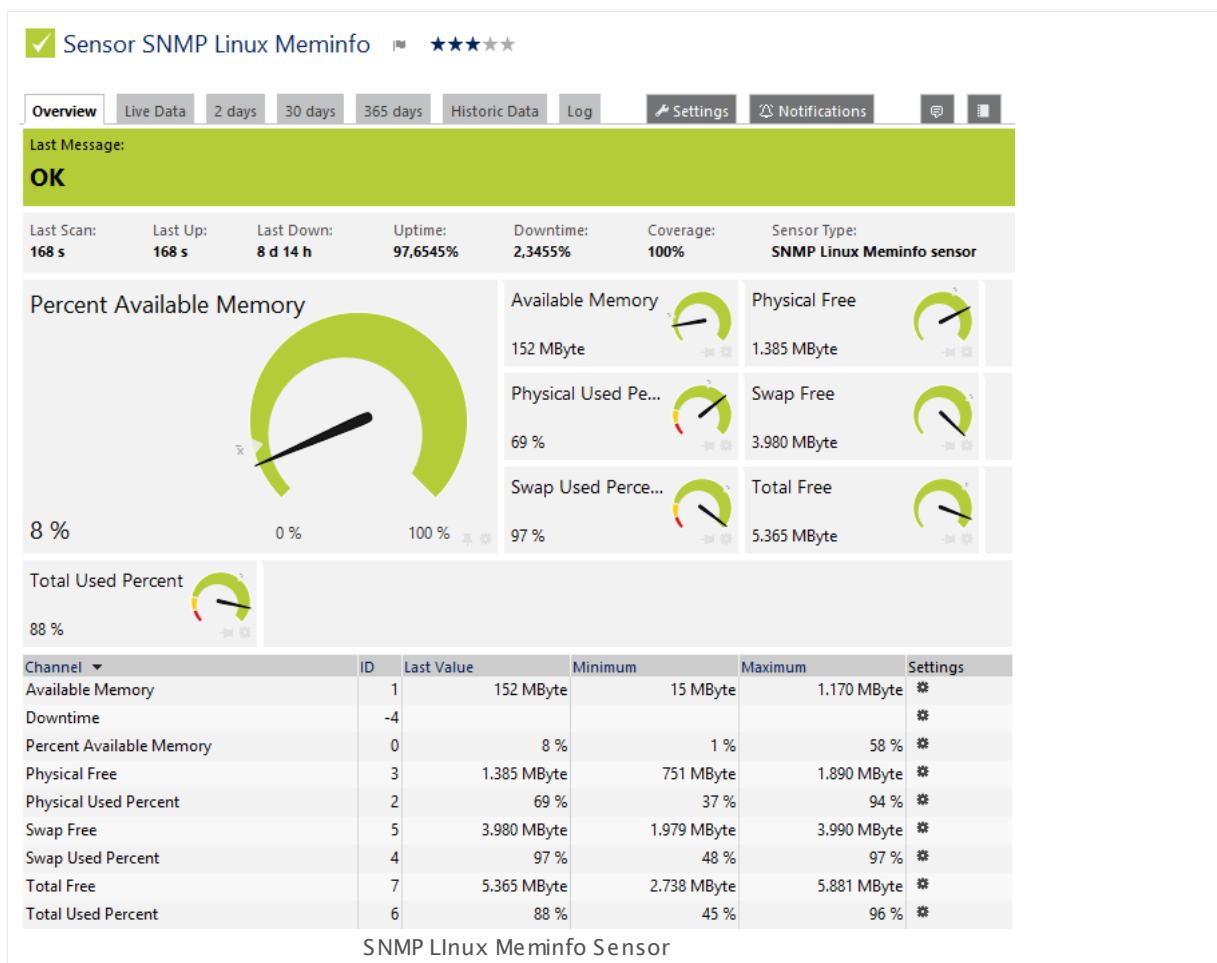 Sensor SNMP Linux Meminfo
Overview Live Data 2 days 30 days 365 days Historic Data Log Settings Notifications
Last Message:
OK
Last Scan: Last Up: Last Down: Uptime: Downtime: Coverage: Sensor Type:
168 s 168 s 8 d 14 h 97,6545% 2,3455% 100% SNMP Linux Meminfo sensor
Percent Available Memory
8 %
0 %
100 %
Available Memory
152 MByte
Physical Free
1.385 MByte
Physical Used Pe...
69 %
Swap Free
3.980 MByte
Swap Used Perce...
97 %
Total Free
5.365 MByte
Total Used Percent
88 %
Channel ID Last Value Minimum Maximum Settings
Available Memory 1 152 MByte 15 MByte 1.170 MByte
Downtime -4
Percent Available Memory 0 8 % 1 % 58 %
Physical Free 3 1.385 MByte 751 MByte 1.890 MByte
Physical Used Percent 2 69 % 37 % 94 %
Swap Free 5 3.980 MByte 1.979 MByte 3.990 MByte
Swap Used Percent 4 97 % 48 % 97 %
Total Free 7 5.365 MByte 2.738 MByte 5.881 MByte
Total Used Percent 6 88 % 45 % 96 %
SNMP LInux Meminfo Sensor